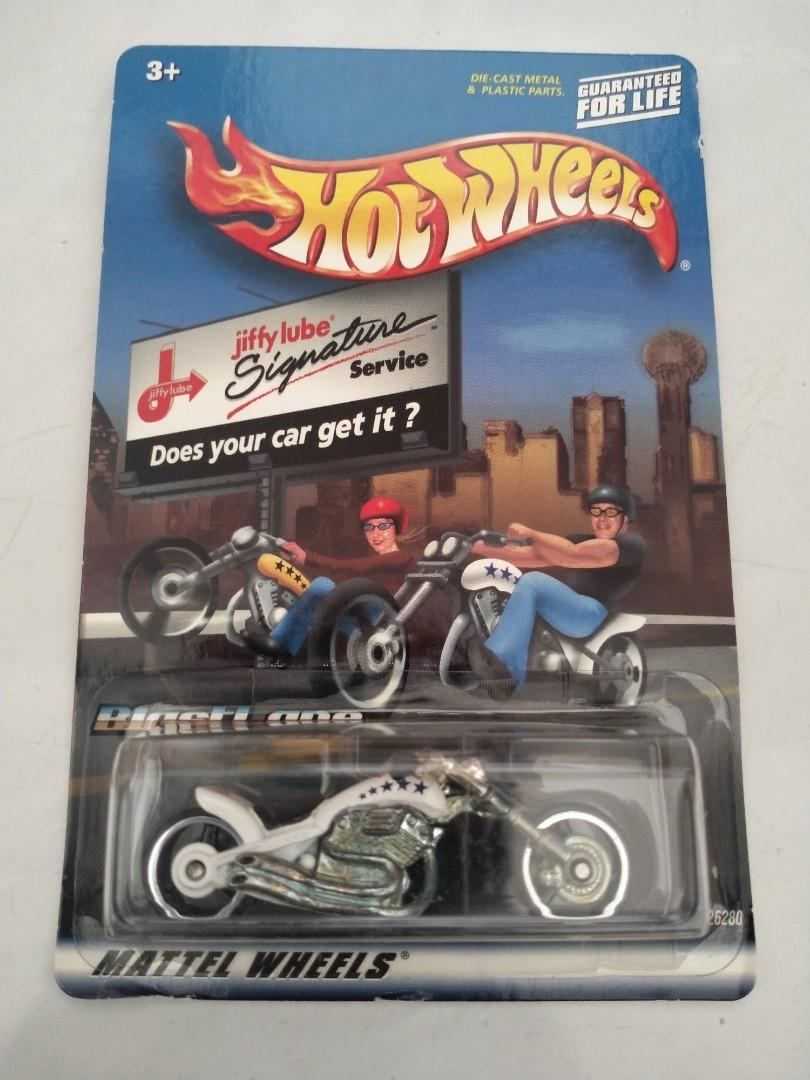 3+
DIE-CAST METAL
& PLASTIC PARTS.
GUARANTEED
FOR LIFE
HOT WHEELS®
jiffy lube®
Signature™
Service
jiffy lube
Does your car get it ?
MATTEL WHEELS®
26280